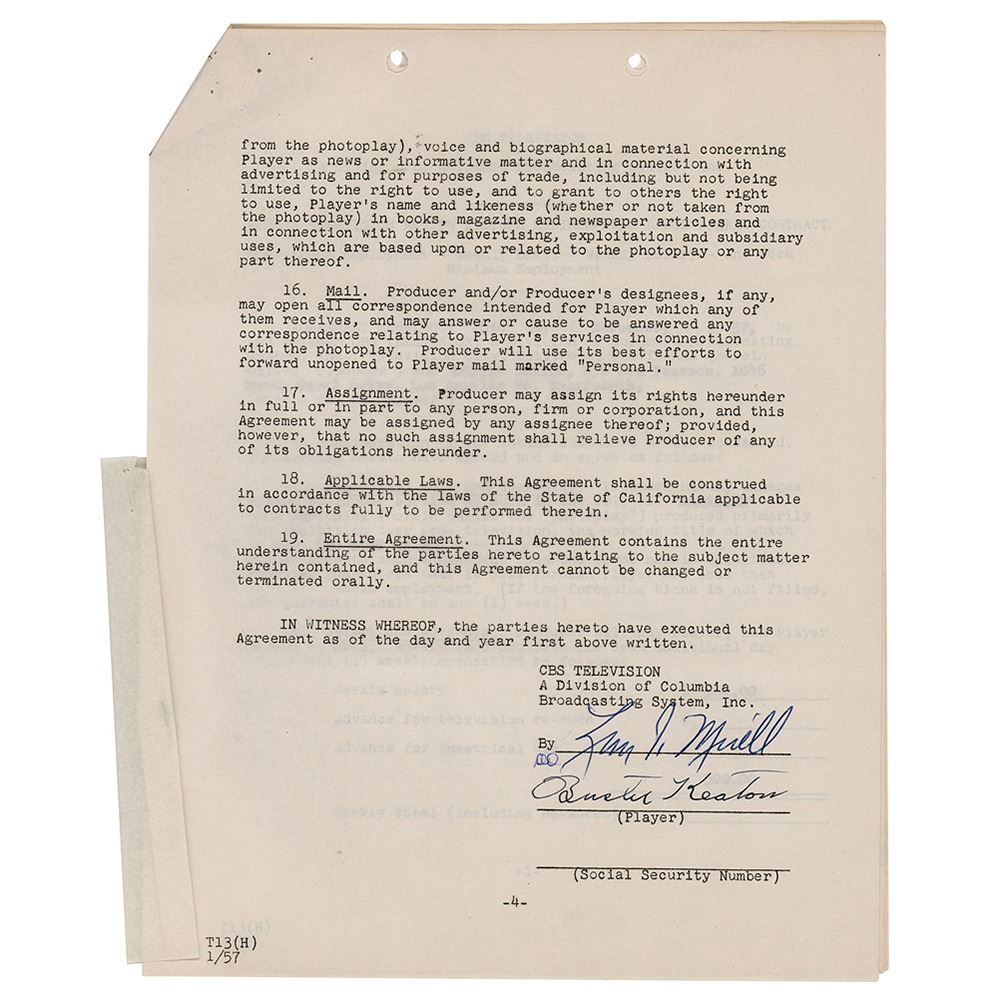 from the photoplay), voice and biographical material concerning
Player as news or informative matter and in connection with
advertising and for purposes of trade, including but not being
limited to the right to use, and to grant to others the right
to use, Player's name and likeness (whether or not taken from
the photoplay) in books, magazine and newspaper articles and
in connection with other advertising, exploitation and subsidiary
uses, which are based upon or related to the photoplay or any
part thereof.
16. Mail. Producer and/or Producer's designees, if any,
may open all correspondence intended for Player which any of
them receives, and may answer or cause to be answered any
correspondence relating to Player's services in connection
with the photoplay. Producer will use its best efforts to
forward unopened to Player mail marked "Personal."
17. Assignment. Producer may assign its rights hereunder
in full or in part to any person, firm or corporation, and this
Agreement may be assigned by any assignee thereof; provided,
however, that no such assignment shall relieve Producer of any
of its obligations hereunder.
18. Applicable Laws. This Agreement shall be construed
in accordance with the laws of the State of California applicable
to contracts fully to be performed therein.
19. Entire Agreement. This Agreement contains the entire
understanding of the parties hereto relating to the subject matter
herein contained, and this Agreement cannot be changed or
terminated orally.
IN WITNESS WHEREOF, the parties hereto have executed this
Agreement as of the day and year first above written.
CBS TELEVISION
A Division of Columbia
Broadcasting System, Inc.
By
Buster Keaton
(Player)
(Social Security Number)
-4-
T13(H)
1/57